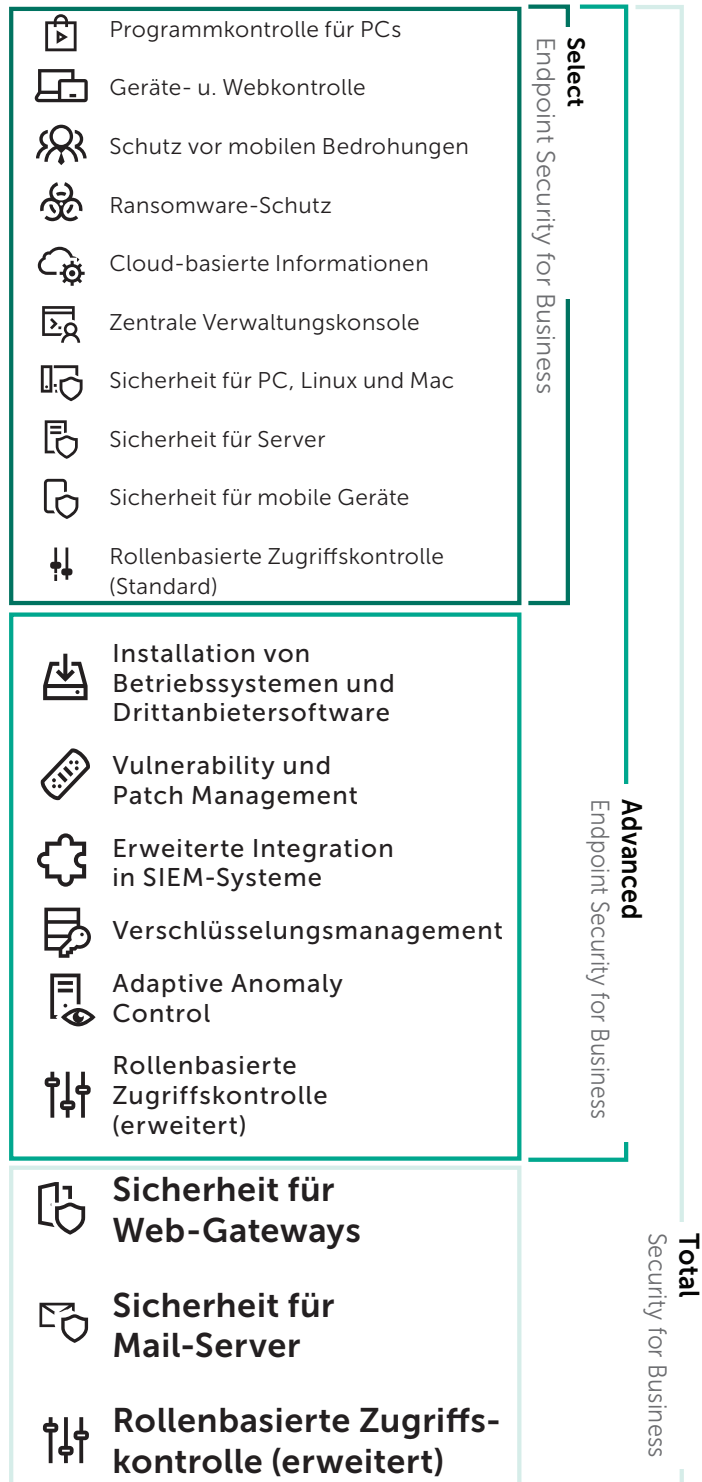 Programmkontrolle für PCs
Geräte- u. Webkontrolle
Schutz vor mobilen Bedrohungen
Ransomware-Schutz
Cloud-basierte Informationen
Zentrale Verwaltungskonsole
Sicherheit für PC, Linux und Mac
Sicherheit für Server
Sicherheit für mobile Geräte
Rollenbasierte Zugriffskontrolle
(Standard)
Select
Endpoint Security for Business
Installation von
Betriebssystemen und
Drittanbietersoftware
Vulnerability und
Patch Management
Erweiterte Integration
in SIEM-Systeme
Verschlüsselungsmanagement
Adaptive Anomaly
Control
Rollenbasierte
Zugriffskontrolle
(erweitert)
Advanced
Endpoint Security for Business
Sicherheit für
Web-Gateways
Sicherheit für
Mail-Server
Rollenbasierte Zugriffs-
kontrolle (erweitert)
Total
Security for Business